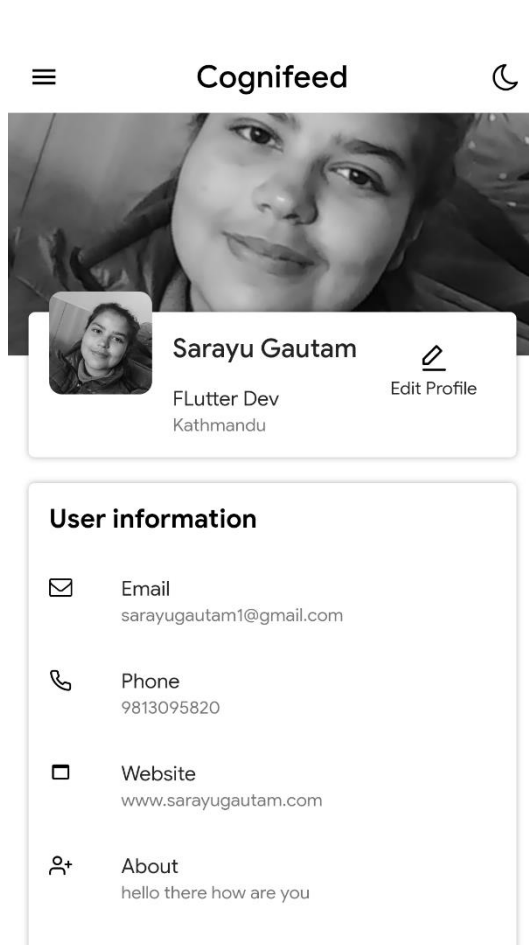 Cognifeed
Sarayu Gautam
Edit Profile
FLutter Dev
Kathmandu
User information
Email
sarayugautam1@gmail.com
Phone
9813095820
Website
www.sarayugautam.com
About
hello there how are you